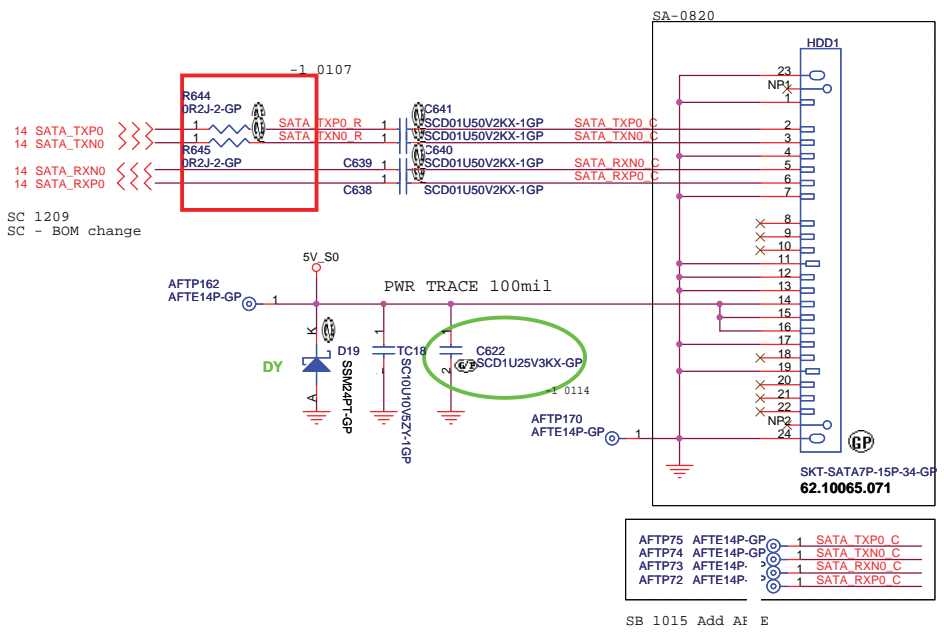 SA-0820
HDD1
-1 0107
R644
0R2J-2-GP
14 SATA_TXP0
14 SATA_TXN0
SATA_TXP0_R
SATA_TXN0_R
1
1
R645
0R2J-2-GP
C641
SCD01U50V2KX-1GP
SCD01U50V2KX-1GP
C640
SATA_TXP0_C
SATA_TXN0_C
14 SATA_RXN0
14 SATA_RXP0
C639
1
SCD01U50V2KX-1GP
C638
1
SCD01U50V2KX-1GP
SATA_RXN0_C
SATA_RXP0_C
SC 1209
SC - BOM change
23
NP1
1
2
3
4
5
6
7
8
9
10
11
12
13
14
15
16
17
18
19
20
21
22
NP2
24
GP
SKT-SATA7P-15P-34-GP
62.10065.071
5V_S0
AFTP162
AFTE14P-GP
1
PWR TRACE 100mil
DY
K
D19
A
SSM24PT-GP
1
TC18
SC10U10V5ZY-1GP
1
C622
2
SCD1U25V3KX-GP
-1 0114
AFTP170
AFTE14P-GP
1
AFTP75 AFTE14P-GP 1 SATA_TXP0_C
AFTP74 AFTE14P-GP 1 SATA_TXN0_C
AFTP73 AFTE14P- 1 SATA_RXN0_C
AFTP72 AFTE14P- 1 SATA_RXP0_C
SB 1015 Add